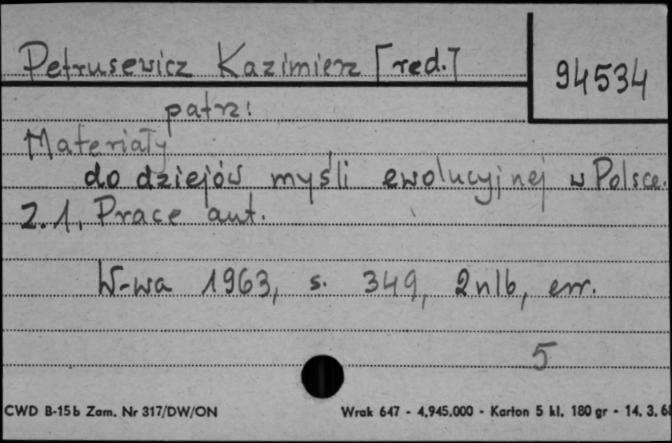 Petrusewicz Kazimierz [red.]
94534
patrz:
Materiały
do dziejów myśli ewolucyjnej w Polsce.
Z.1, Prace aut.
W-wa 1963, s. 349, 2nlb, err.
5
CWD B-15b Zam. Nr 317/DW/ON
Wrak 647 - 4,945.000 - Karton 5 kl. 180 gr - 14. 3. 68